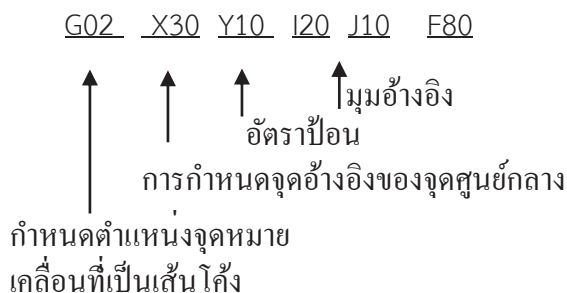 G02 X30 Y10 I20 J10 F80
มุมอ้างอิง
อัตราป้อน
การกำหนดจุดอ้างอิงของจุดศูนย์กลาง
กำหนดตำแหน่งจุดหมาย
เคลื่อนที่เป็นเส้นโค้ง